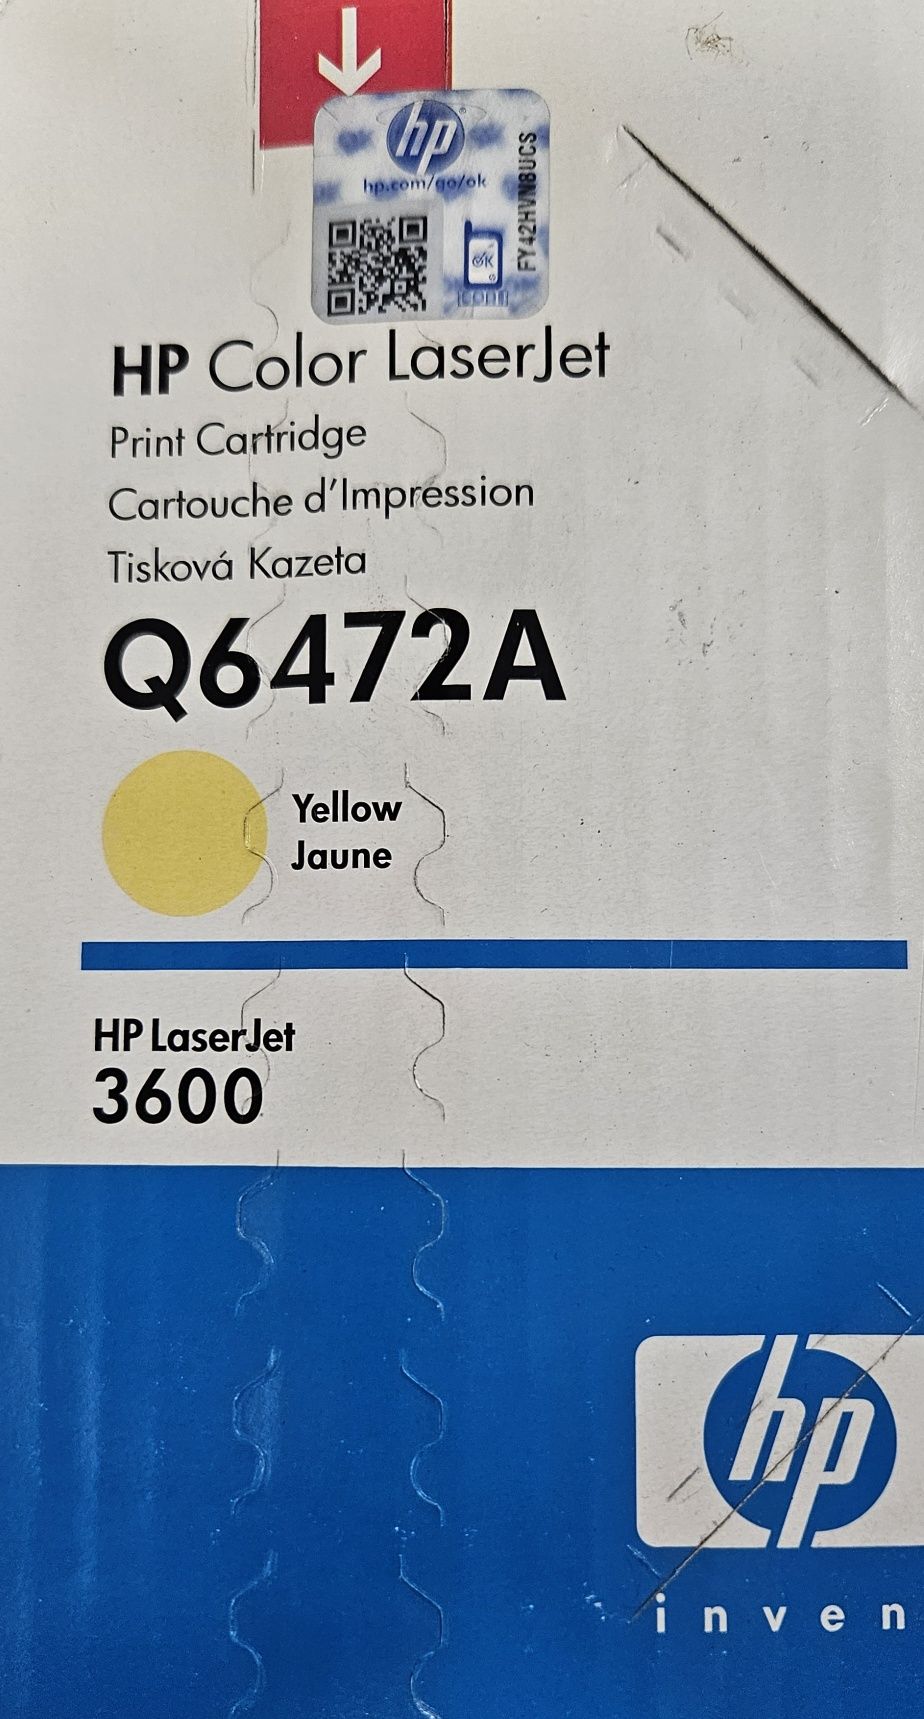 hp
hp.com/go/ok
FY42HVN8UCS
OK
HP Color LaserJet
Print Cartridge
Cartouche d'Impression
Tisková Kazeta
Q6472A
Yellow
Jaune
HP LaserJet
3600
hp
inven